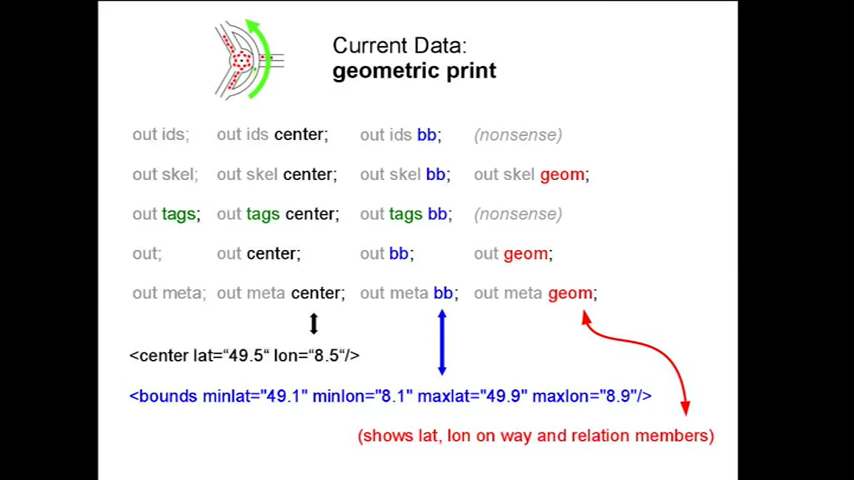 Current Data:
geometric print
out ids; out ids center; out ids bb; (nonsense)
out skel; out skel center; out skel bb; out skel geom;
out tags; out tags center; out tags bb; (nonsense)
out; out center; out bb; out geom;
out meta; out meta center; out meta bb; out meta geom;
<center lat=“49.5“ lon=“8.5“/>
<bounds minlat="49.1" minlon="8.1" maxlat="49.9" maxlon="8.9"/>
(shows lat, lon on way and relation members)